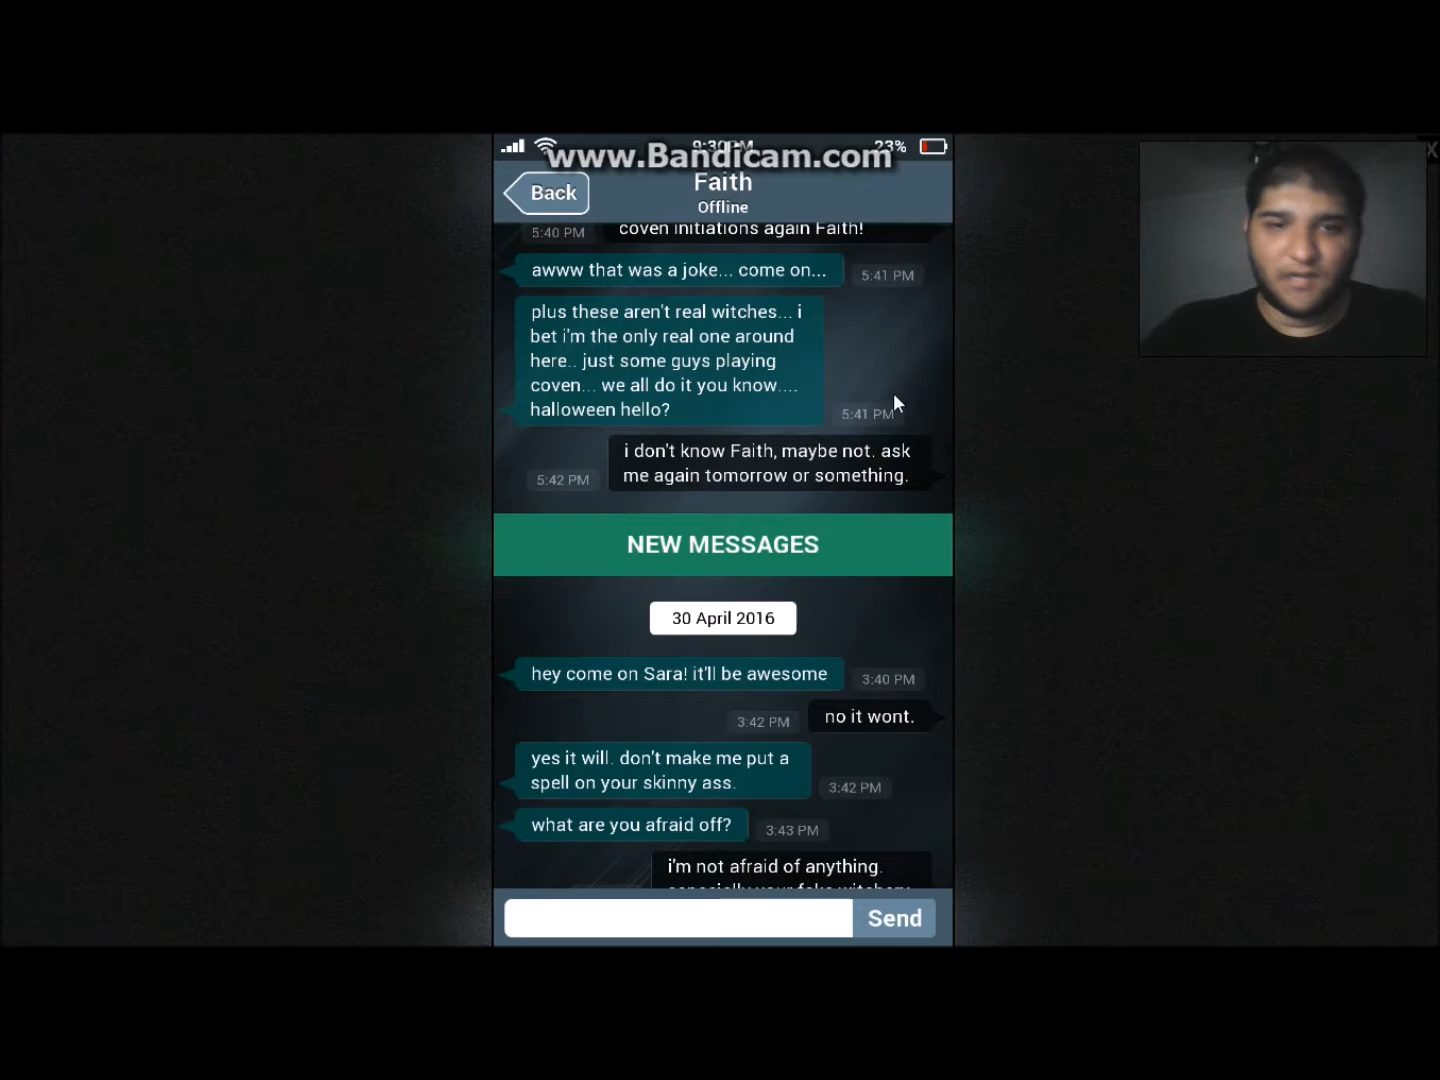 www.Bandicam.com
9:30PM
23%
Back
Faith
Offline
coven initiations again Faith!
5:40 PM
awww that was a joke... come on...
5:41 PM
plus these aren't real witches... i
bet i'm the only real one around
here.. just some guys playing
coven... we all do it you know....
halloween hello?
5:41 PM
i don't know Faith, maybe not. ask
me again tomorrow or something.
5:42 PM
NEW MESSAGES
30 April 2016
hey come on Sara! it'll be awesome
3:40 PM
no it wont.
3:42 PM
yes it will. don't make me put a
spell on your skinny ass.
3:42 PM
what are you afraid off?
3:43 PM
i'm not afraid of anything.
especially your fake witchery
Send
X